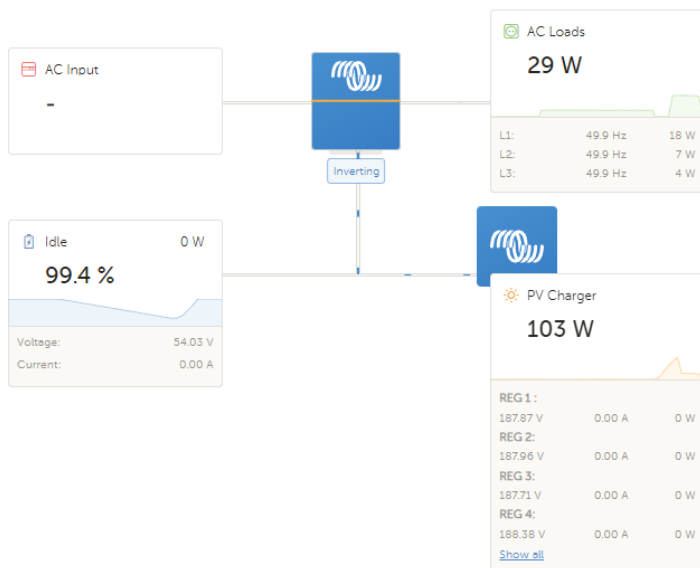 AC Input
-
Inverting
AC Loads
29 W
L1: 49.9 Hz 18 W
L2: 49.9 Hz 7 W
L3: 49.9 Hz 4 W
Idle 0 W
99.4 %
Voltage: 54.03 V
Current: 0.00 A
PV Charger
103 W
REG 1 :
187.87 V 0.00 A 0 W
REG 2:
187.96 V 0.00 A 0 W
REG 3:
187.71 V 0.00 A 0 W
REG 4:
188.38 V 0.00 A 0 W
Show all